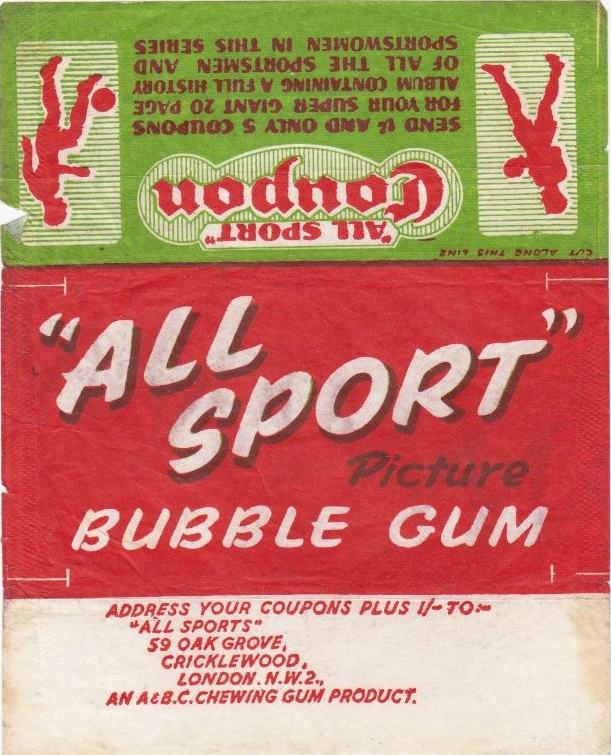 CUT ALONG THIS LINE
"ALL SPORT"
Coupon
SEND 1/- AND ONLY 5 COUPONS
FOR YOUR SUPER GIANT 20 PAGE
ALBUM CONTAINING A FULL HISTORY
OF ALL THE SPORTSMEN AND
SPORTSWOMEN IN THIS SERIES
"ALL
SPORT"
Picture
BUBBLE GUM
ADDRESS YOUR COUPONS PLUS 1/- TO:-
"ALL SPORTS"
59 OAK GROVE,
CRICKLEWOOD,
LONDON. N.W.2.,
AN A&B.C. CHEWING GUM PRODUCT.